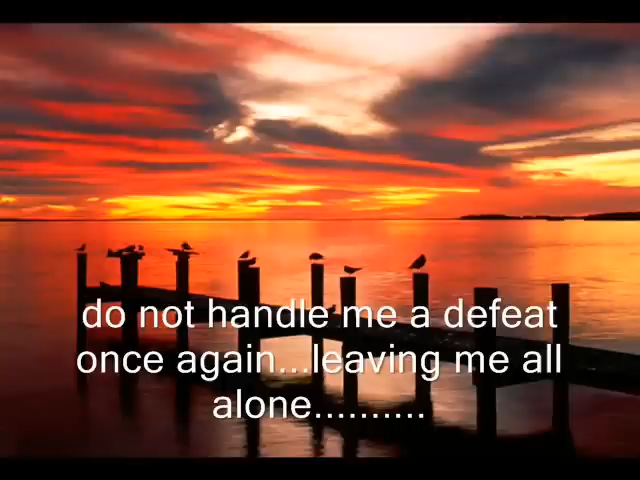 do not handle me a defeat
once again...leaving me all
alone..........